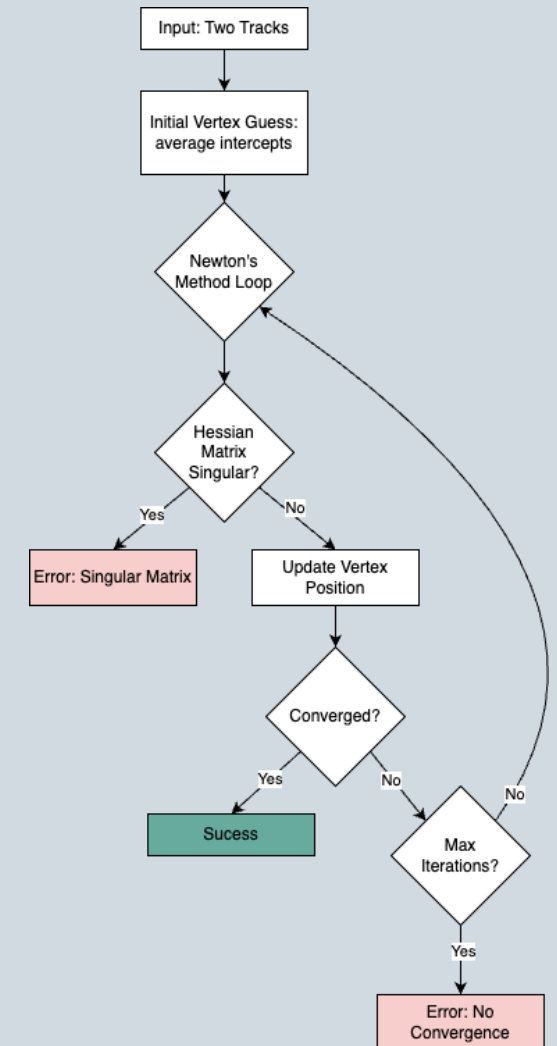 Input: Two Tracks
Initial Vertex Guess:
average intercepts
Newton's
Method Loop
Hessian
Matrix
Singular?
Yes
No
Error: Singular Matrix
Update Vertex
Position
Converged?
Yes
No
No
Sucess
Max
Iterations?
Yes
Error: No
Convergence